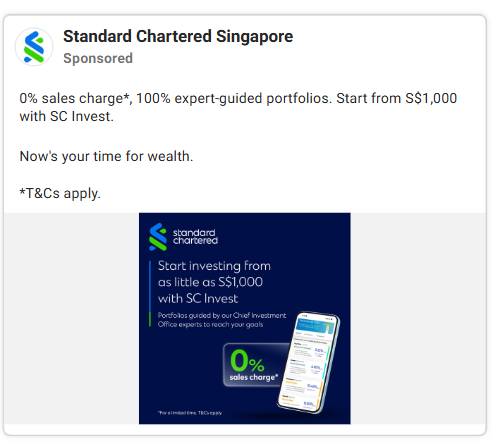 Standard Chartered Singapore
Sponsored
0% sales charge*, 100% expert-guided portfolios. Start from S$1,000
with SC Invest.
Now's your time for wealth.
*T&Cs apply.
standard
chartered
Start investing from
as little as S$1,000
with SC Invest
Portfolios guided by our Chief Investment
Office experts to reach your goals
0%
sales charge*
*For a limited time. T&Cs apply.